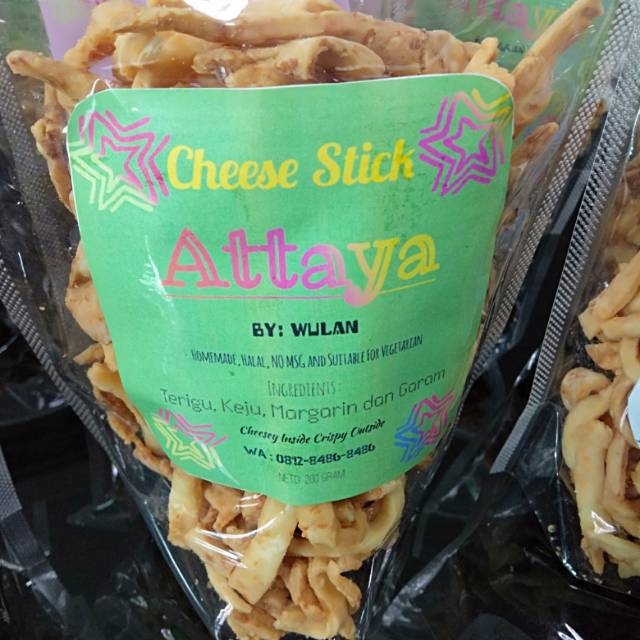 Cheese Stick
Attaya
BY: WULAN
HOMEMADE, HALAL, NO MSG AND SUITABLE FOR VEGETARIAN
INGREDIENTS :
Terigu, Keju, Margarin dan Garam
Cheesey Inside Crispy Outside
WA : 0812-8486-8486
NETO 200 GRAM